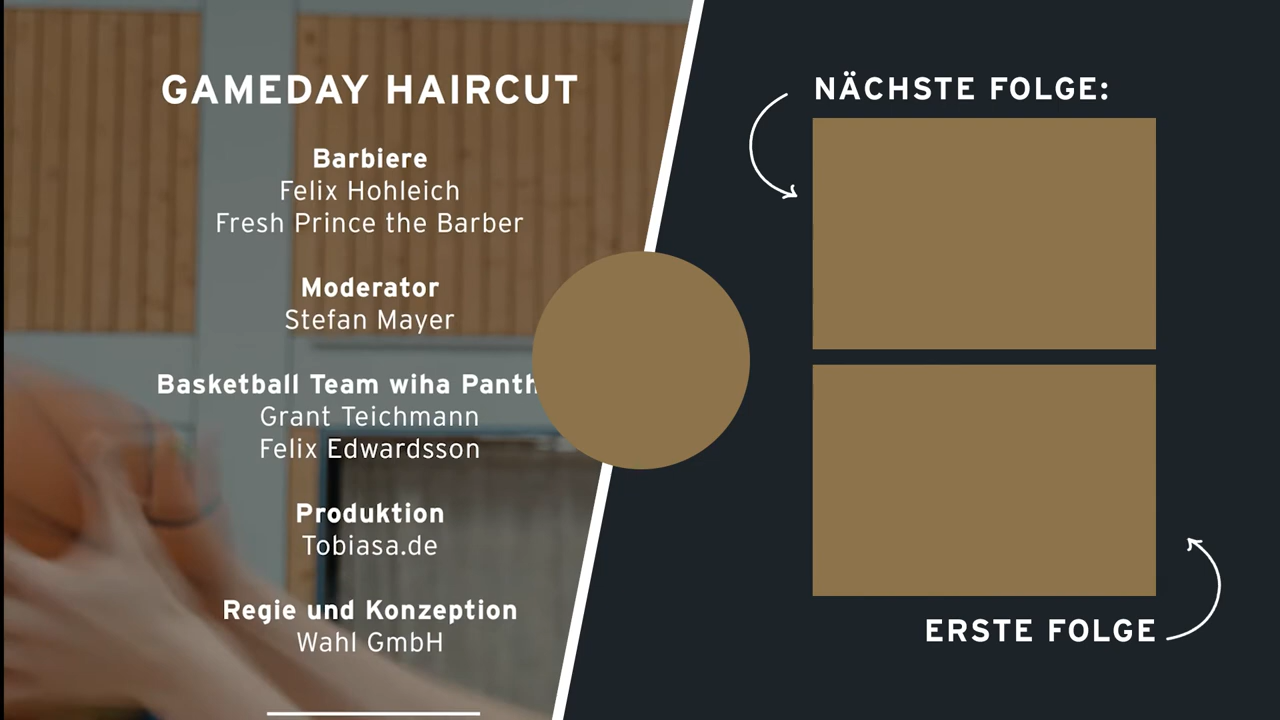 GAMEDAY HAIRCUT
Barbiere
Felix Hohleich
Fresh Prince the Barber
Moderator
Stefan Mayer
Basketball Team wiha
Grant Teichmann
Felix Edwardsson
Produktion
Tobiasa.de
Regie und Konzeption
Wahl GmbH
NÄCHSTE FOLGE:
ERSTE FOLGE